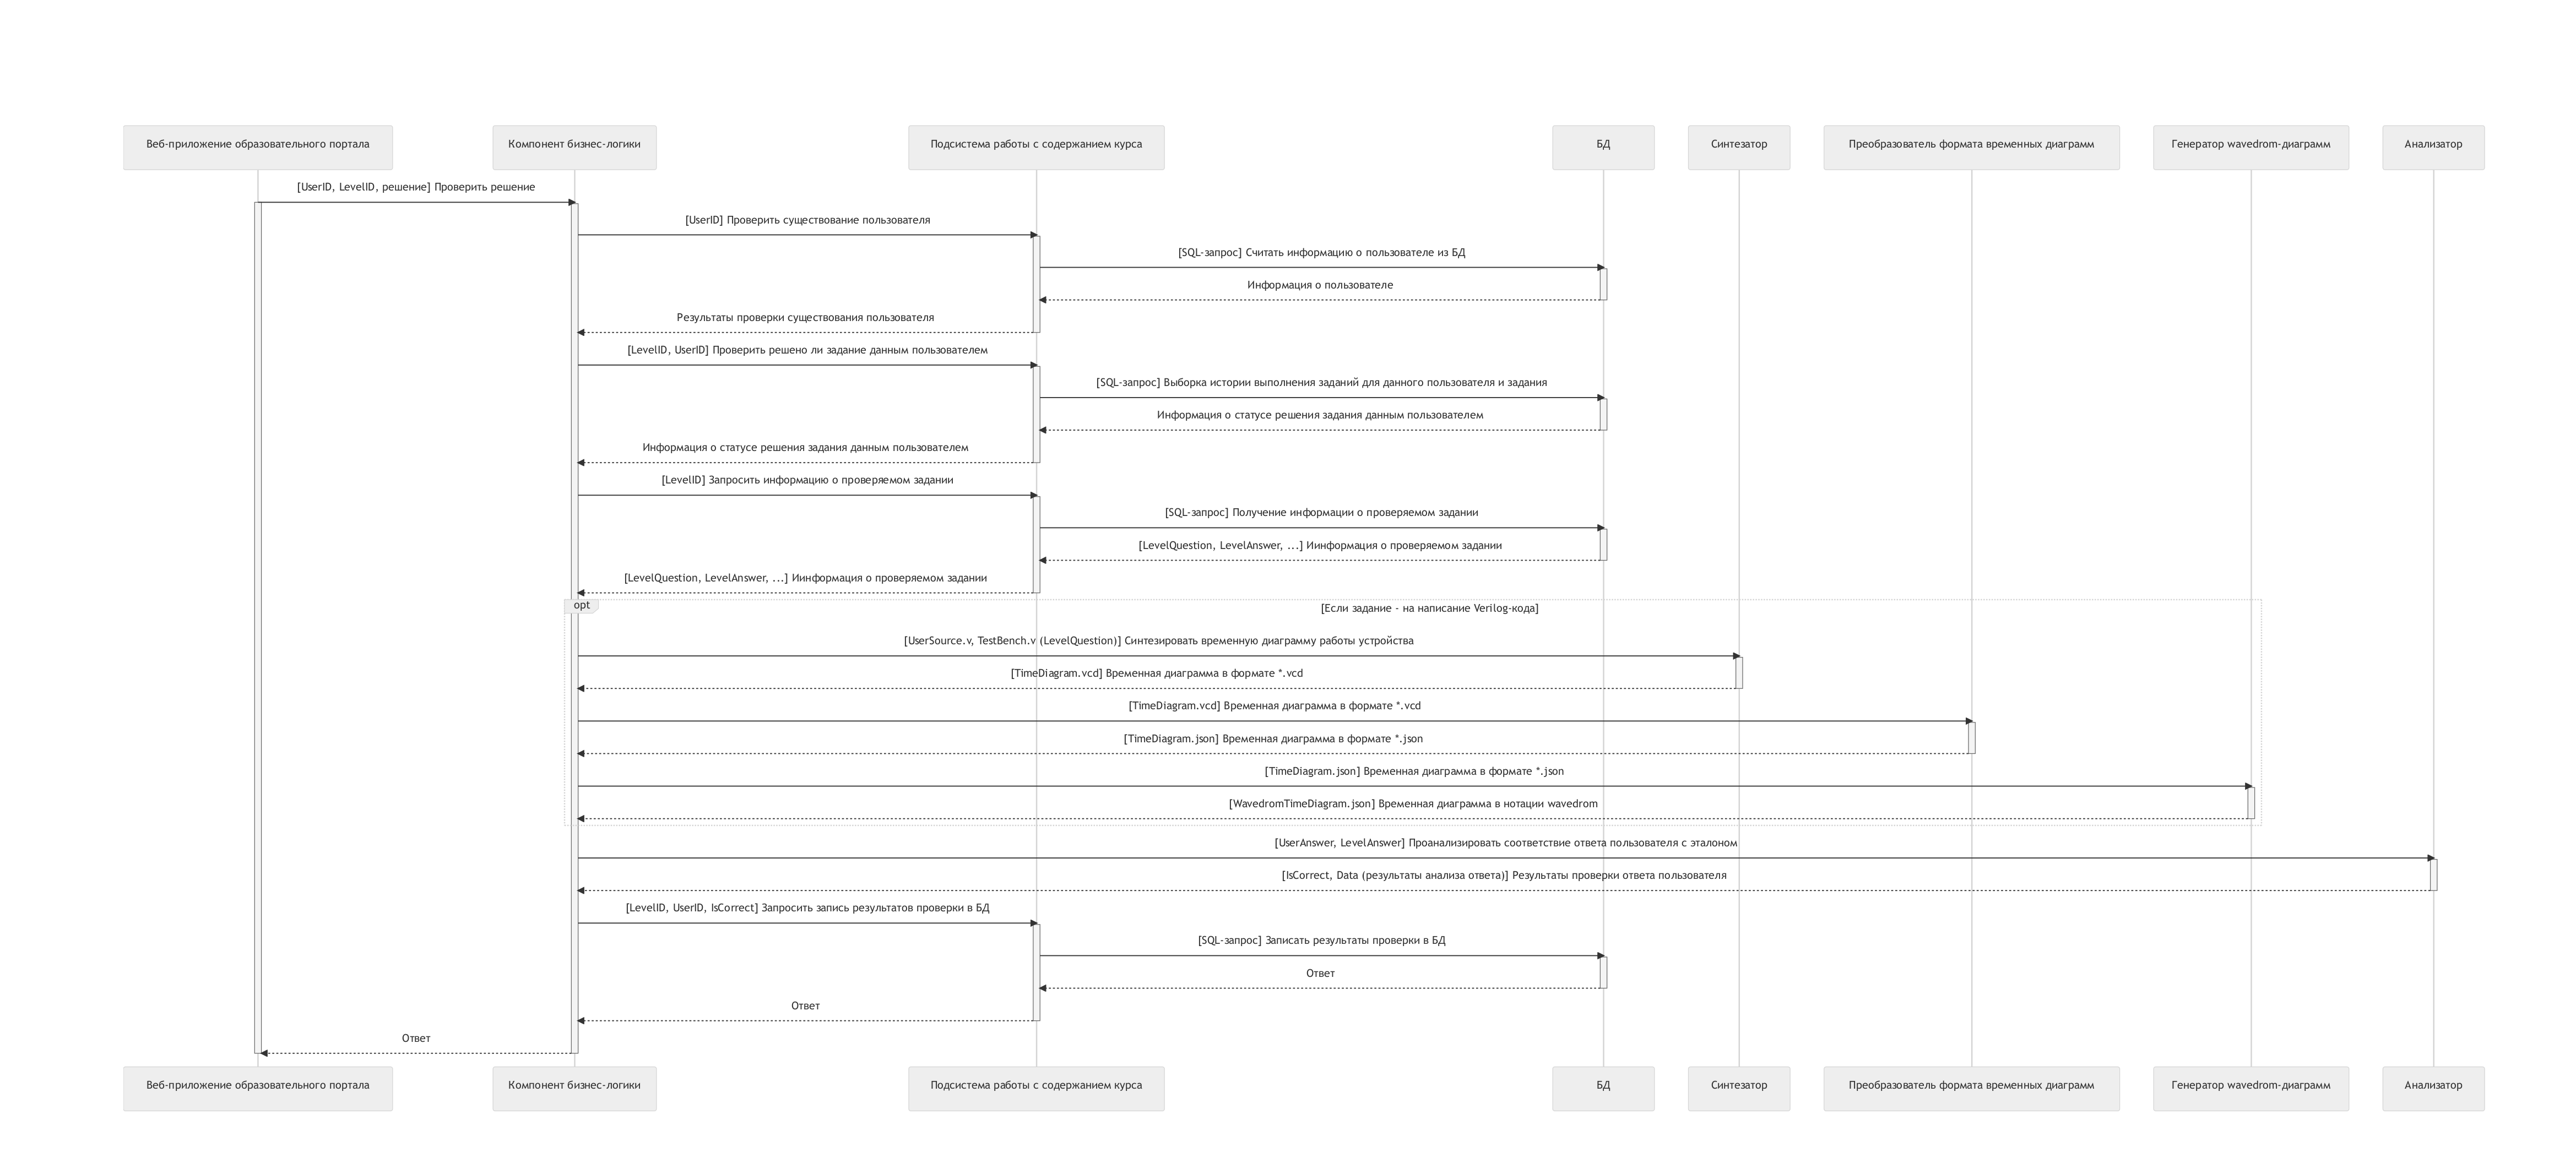 Веб-приложение образовательного портала
Компонент бизнес-логики
Подсистема работы с содержанием курса
БД
Синтезатор
Преобразователь формата временных диаграмм
Генератор wavedrom-диаграмм
Анализатор
[UserID, LevelID, решение] Проверить решение
[UserID] Проверить существование пользователя
[SQL-запрос] Считать информацию о пользователе из БД
Информация о пользователе
Результаты проверки существования пользователя
[LevelID, UserID] Проверить решено ли задание данным пользователем
[SQL-запрос] Выборка истории выполнения заданий для данного пользователя и задания
Информация о статусе решения задания данным пользователем
Информация о статусе решения задания данным пользователем
[LevelID] Запросить информацию о проверяемом задании
[SQL-запрос] Получение информации о проверяемом задании
[LevelQuestion, LevelAnswer, ...] Иинформация о проверяемом задании
[LevelQuestion, LevelAnswer, ...] Иинформация о проверяемом задании
opt
[Если задание - на написание Verilog-кода]
[UserSource.v, TestBench.v (LevelQuestion)] Синтезировать временную диаграмму работы устройства
[TimeDiagram.vcd] Временная диаграмма в формате *.vcd
[TimeDiagram.vcd] Временная диаграмма в формате *.vcd
[TimeDiagram.json] Временная диаграмма в формате *.json
[TimeDiagram.json] Временная диаграмма в формате *.json
[WavedromTimeDiagram.json] Временная диаграмма в нотации wavedrom
[UserAnswer, LevelAnswer] Проанализировать соответствие ответа пользователя с эталоном
[IsCorrect, Data (результаты анализа ответа)] Результаты проверки ответа пользователя
[LevelID, UserID, IsCorrect] Запросить запись результатов проверки в БД
[SQL-запрос] Записать результаты проверки в БД
Ответ
Ответ
Ответ
Веб-приложение образовательного портала
Компонент бизнес-логики
Подсистема работы с содержанием курса
БД
Синтезатор
Преобразователь формата временных диаграмм
Генератор wavedrom-диаграмм
Анализатор